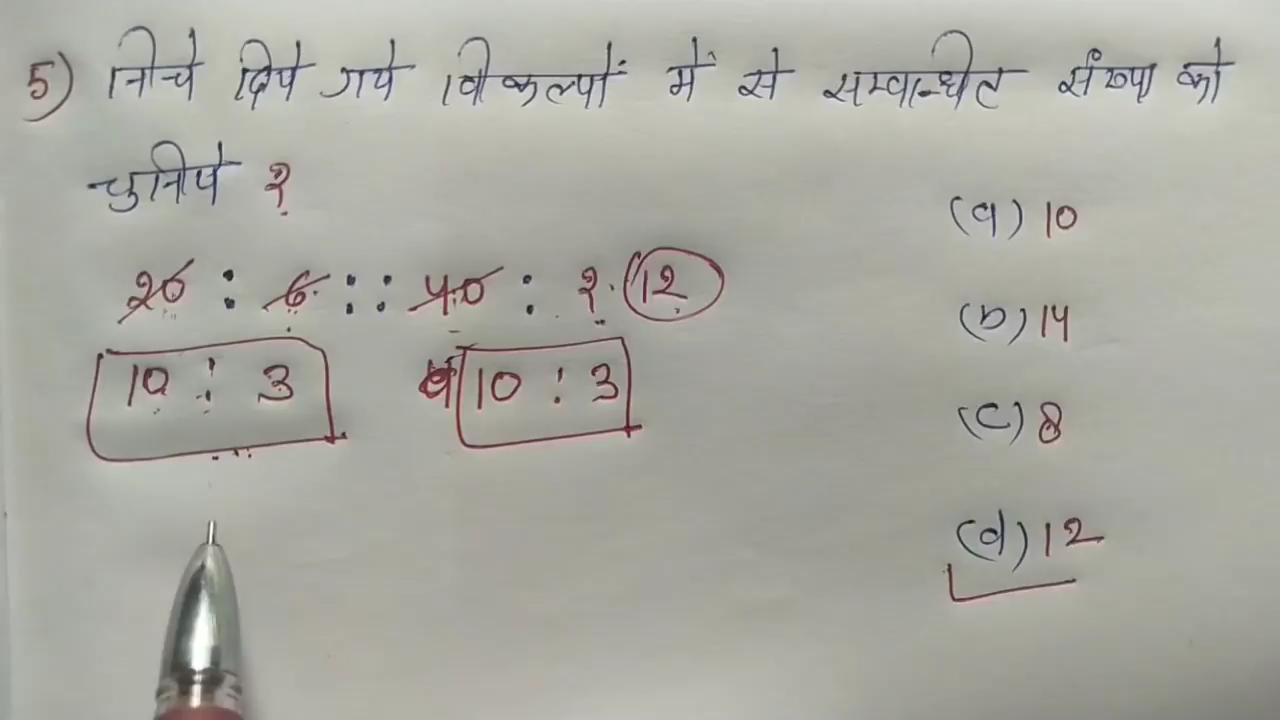 5) निचे दिये गये विकल्पों में से सम्बन्धित संख्या को
चुनिये ?
20 : 6 :: 40 : ? 12
10 : 3 10 : 3
(a) 10
(b) 14
(c) 8
(d) 12